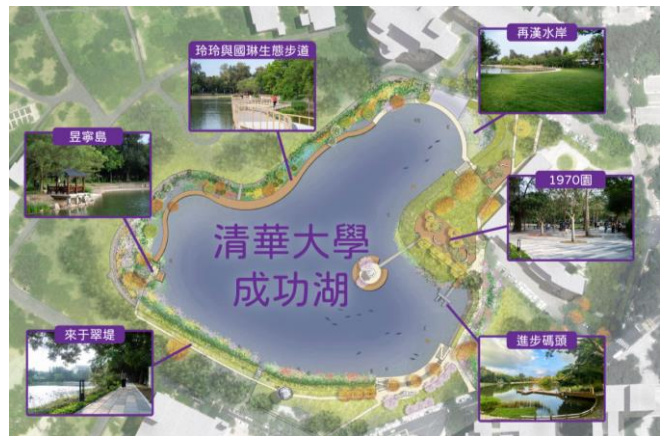 玲玲與國琳生態步道
再漢水岸
昱寧島
1970園
清華大學
成功湖
來于翠堤
進步碼頭